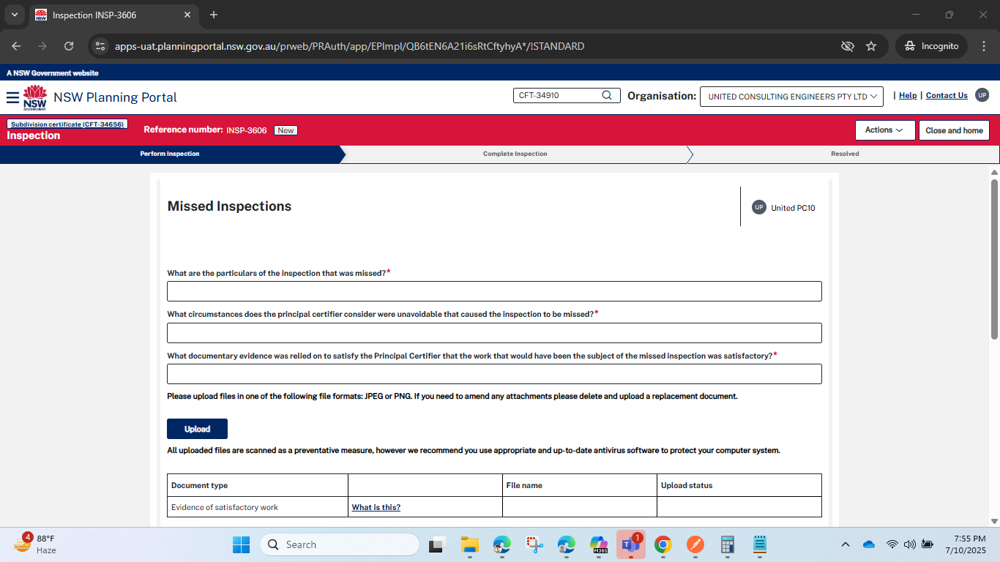 Inspection INSP-3606
apps-uat.planningportal.nsw.gov.au/prweb/PRAuth/app/EPImpl/QB6tEN6A21i6sRtCftyhyA*/!STANDARD
Incognito
A NSW Government website
NSW
GOVERNMENT
NSW Planning Portal
CFT-34910
Organisation:
UNITED CONSULTING ENGINEERS PTY LTD
| Help | Contact Us
UP
Subdivision certificate (CFT-34656)
Inspection
Reference number: INSP-3606 New
Actions
Close and home
Perform Inspection
Complete Inspection
Resolved
Missed Inspections
UP United PC10
What are the particulars of the inspection that was missed?*
What circumstances does the principal certifier consider were unavoidable that caused the inspection to be missed?*
What documentary evidence was relied on to satisfy the Principal Certifier that the work that would have been the subject of the missed inspection was satisfactory?*
Please upload files in one of the following file formats: JPEG or PNG. If you need to amend any attachments please delete and upload a replacement document.
Upload
All uploaded files are scanned as a preventative measure, however we recommend you use appropriate and up-to-date antivirus software to protect your computer system.
Document type File name Upload status
Evidence of satisfactory work What is this?
4
88°F
Haze
Search
M365
1
7:55 PM
7/10/2025